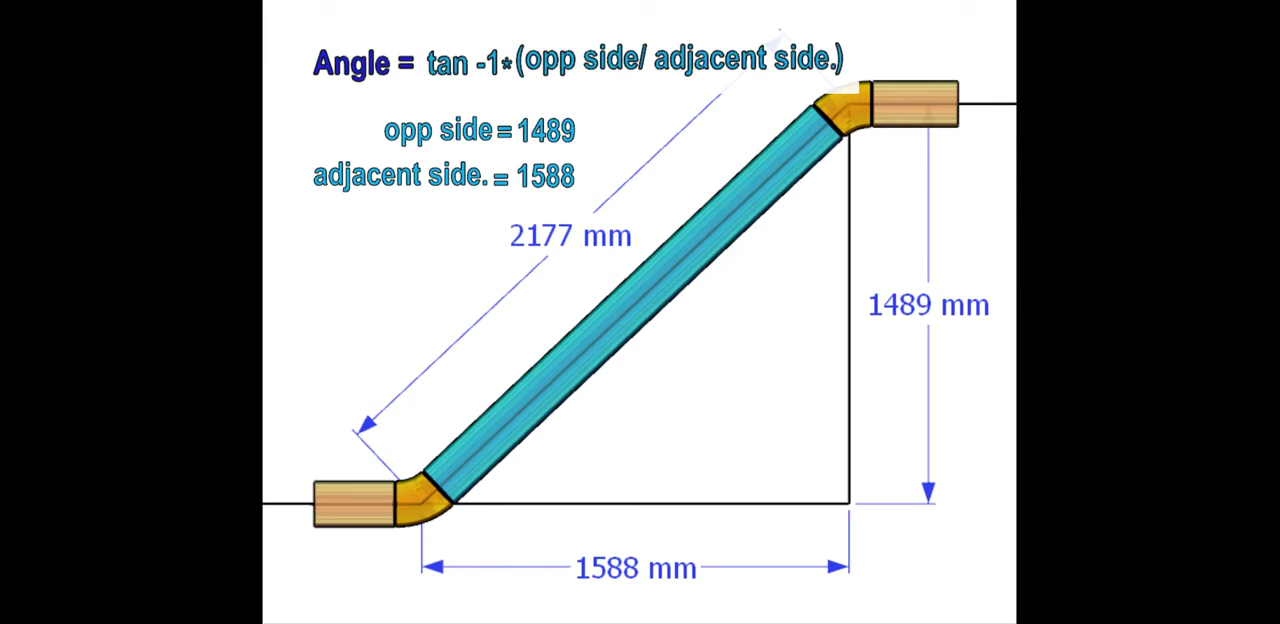 Angle = tan -1*(opp side/ adjacent side.)
opp side = 1489
adjacent side. = 1588
2177 mm
1489 mm
1588 mm